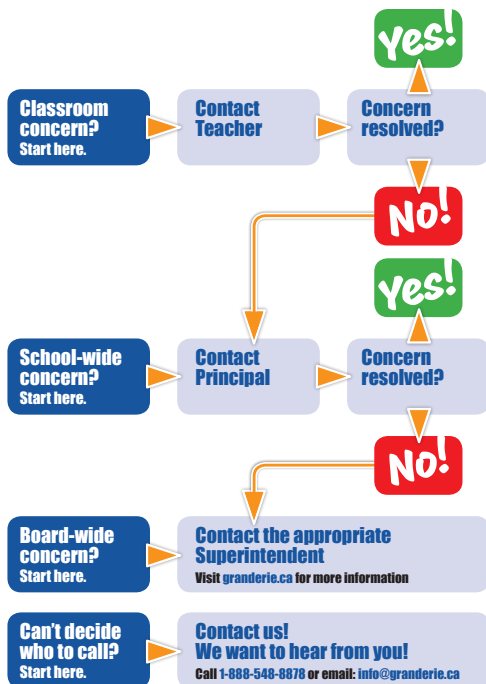 Yes!
Classroom
concern?
Start here.
Contact
Teacher
Concern
resolved?
No!
Yes!
School-wide
concern?
Start here.
Contact
Principal
Concern
resolved?
No!
Board-wide
concern?
Start here.
Contact the appropriate
Superintendent
Visit granderie.ca for more information
Can't decide
who to call?
Start here.
Contact us!
We want to hear from you!
Call 1-888-548-8878 or email: info@granderie.ca